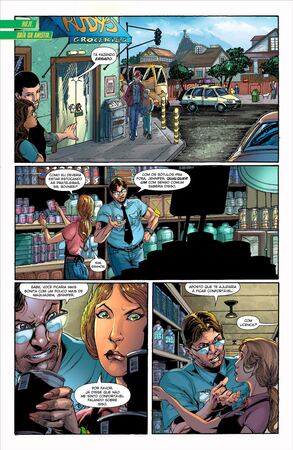 HOJE.
BAÍA DA AMISTAD.
RUDY'S
GROCERIES
TÁ FAZENDO
ERRADO.
COMO EU DEVERIA
ESTAR ESTOCANDO
AS PRATELEIRAS,
SR.
COM OS RÓTULOS PRA
FORA, JENNIFER. QUALQUER
UM COM SENSO COMUM
SABERIA DISSO.
SIM,
SENHOR.
SABE, VOCÊ FICARIA MAIS
BONITA COM UM POUCO MAIS DE
MAQUIAGEM, JENNIFER.
POR FAVOR,
JÁ DISSE QUE NÃO
ME SINTO CONFORTÁVEL
FALANDO SOBRE
ISSO.
APOSTO QUE TE AJUDARIA
A FICAR CONFORTÁVEL.
COM
LICENÇA?